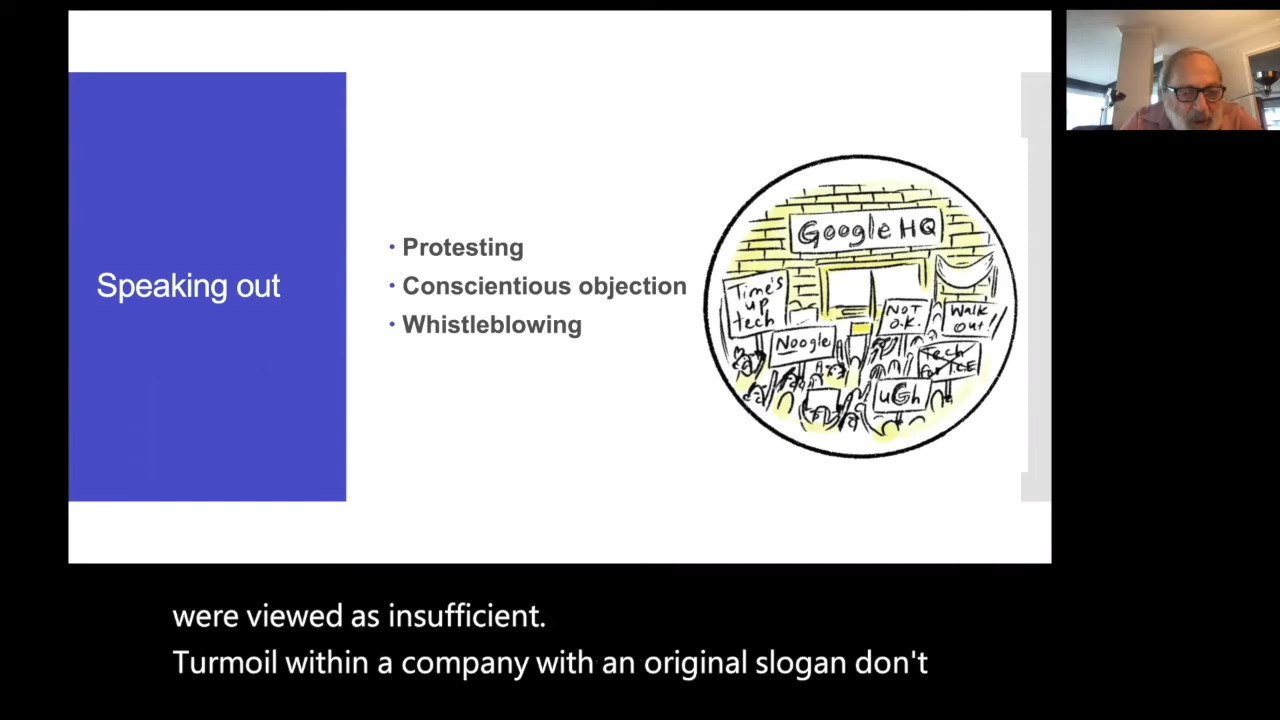 Speaking out
• Protesting
• Conscientious objection
• Whistleblowing
Google HQ
Time's
up
tech
Noogle
NOT
O.K.
Walk
Out!!
Tech
for I.C.E
uGh
were viewed as insufficient.
Turmoil within a company with an original slogan don't